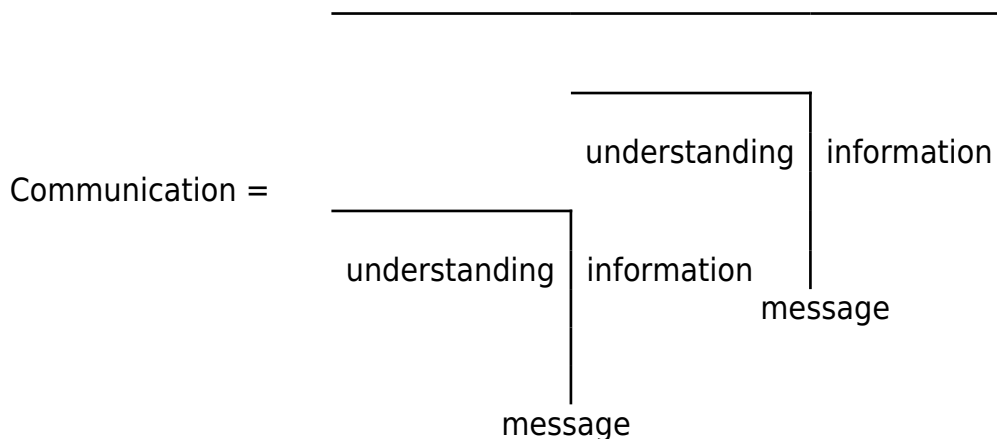 understanding information
Communication =
understanding information
message
message